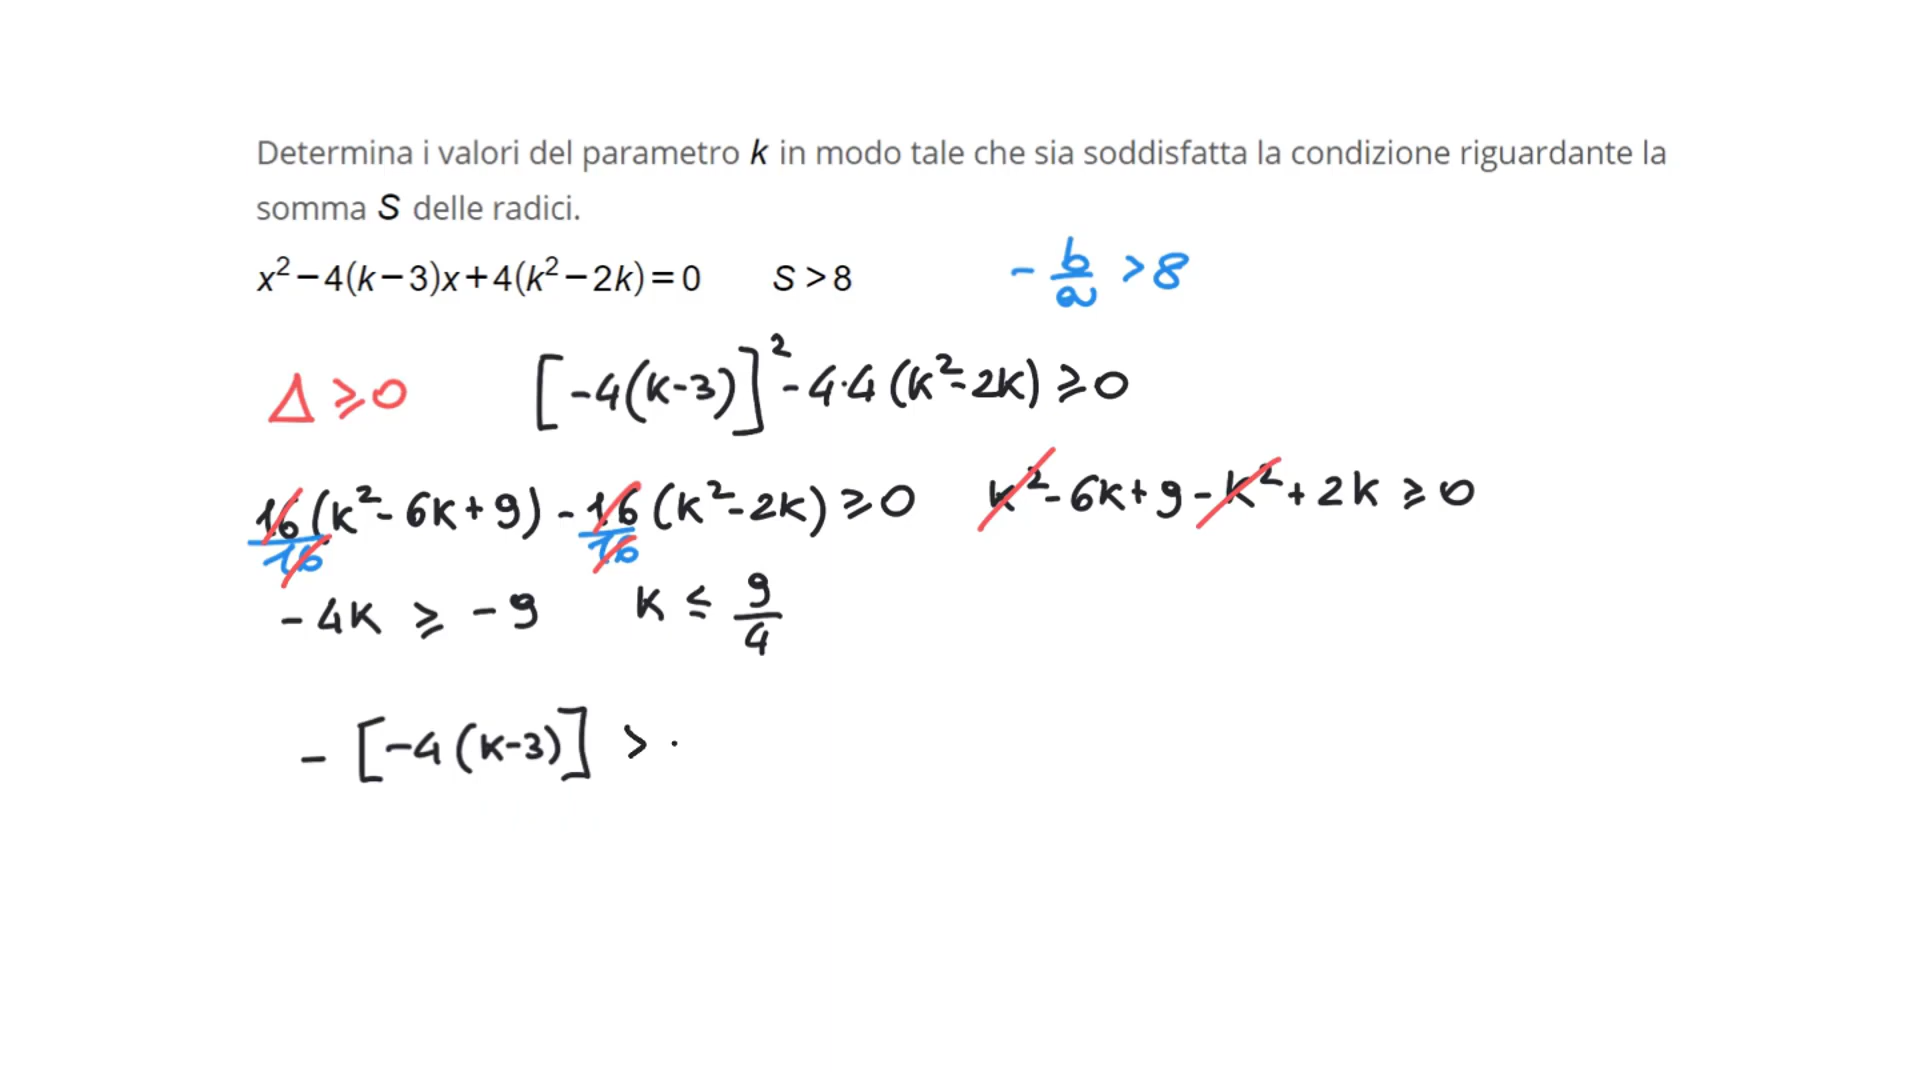 Determina i valori del parametro k in modo tale che sia soddisfatta la condizione riguardante la
somma S delle radici.
x² − 4(k − 3)x + 4(k² − 2k) = 0 S > 8 - b/a > 8
Δ ⩾ 0 [-4(k-3)]² - 4·4(k²-2k) ⩾ 0
16/16 (k²-6k+9) - 16/16 (k²-2k) ⩾ 0 k²-6k+9-k²+2k ⩾ 0
-4k ⩾ -9 k ≤ 9/4
- [-4(k-3)] > ·